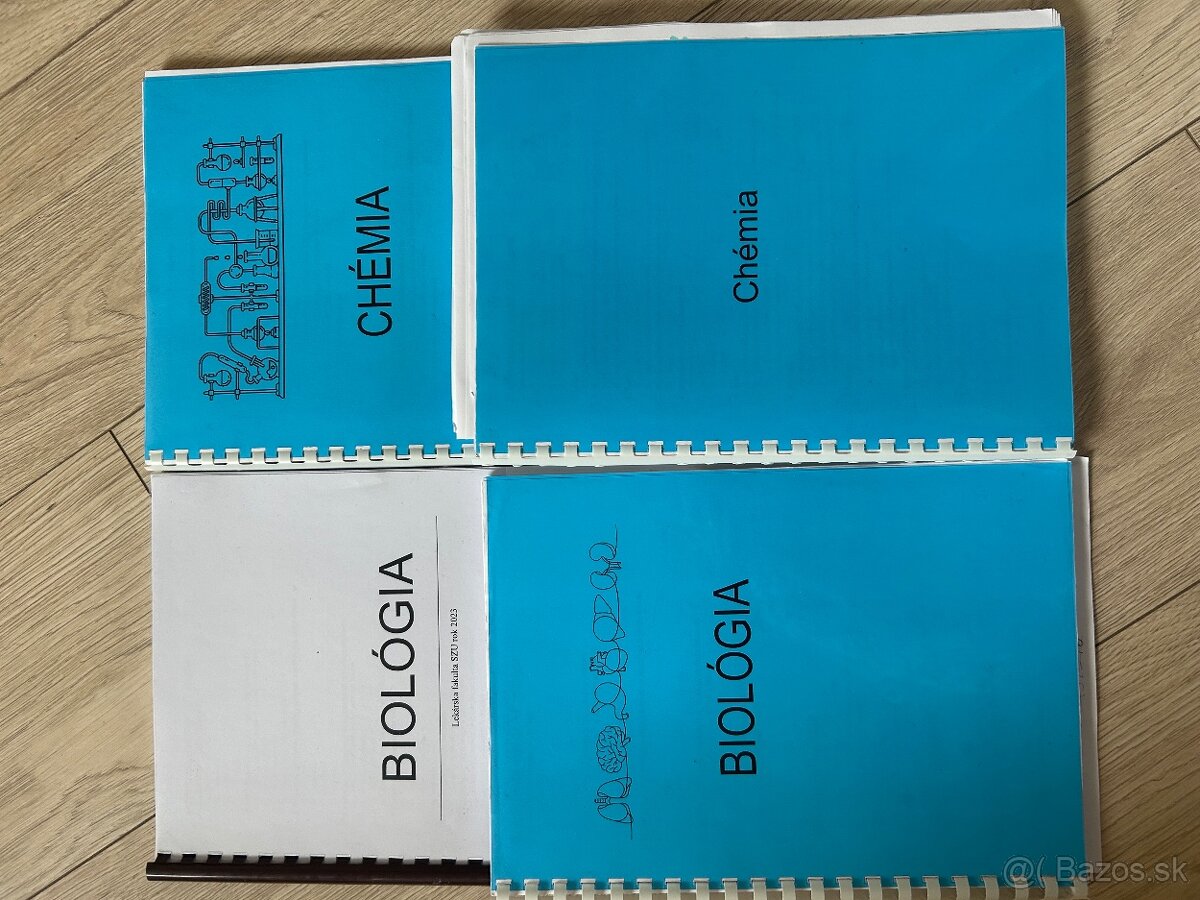 CHÉMIA
Chémia
BIOLÓGIA
Lekárska fakulta SZU rok 2023
BIOLÓGIA
@( Bazos.sk